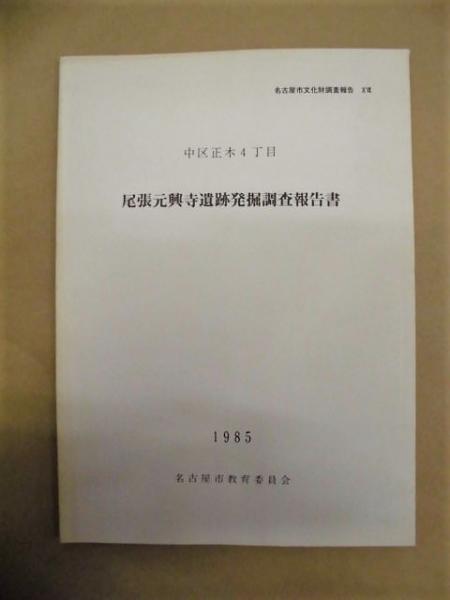 名古屋市文化財調査報告
中区正木4丁目
尾張元興寺遺跡発掘調査報告書
1985
名古屋市教育委員会